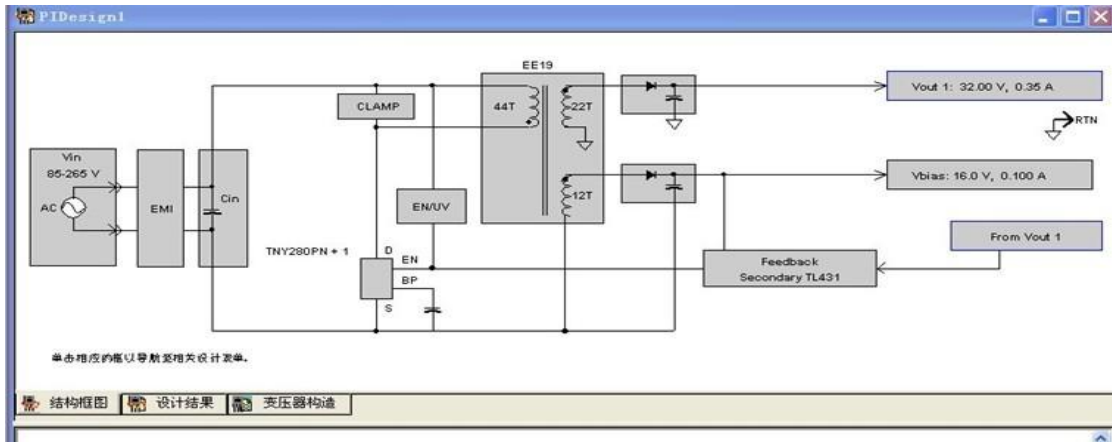 PIDesign1
EE19
CLAMP
44T
22T
Vout 1: 32.00 V, 0.35 A
RTN
Vin
85-265 V
AC
EMI
Cin
EN/UV
12T
Vbias: 16.0 V, 0.100 A
From Vout 1
TNY280PN + 1
D
EN
BP
S
Feedback
Secondary TL431
单击相应的框以导航至相关设计表单。
结构框图
设计结果
变压器构造